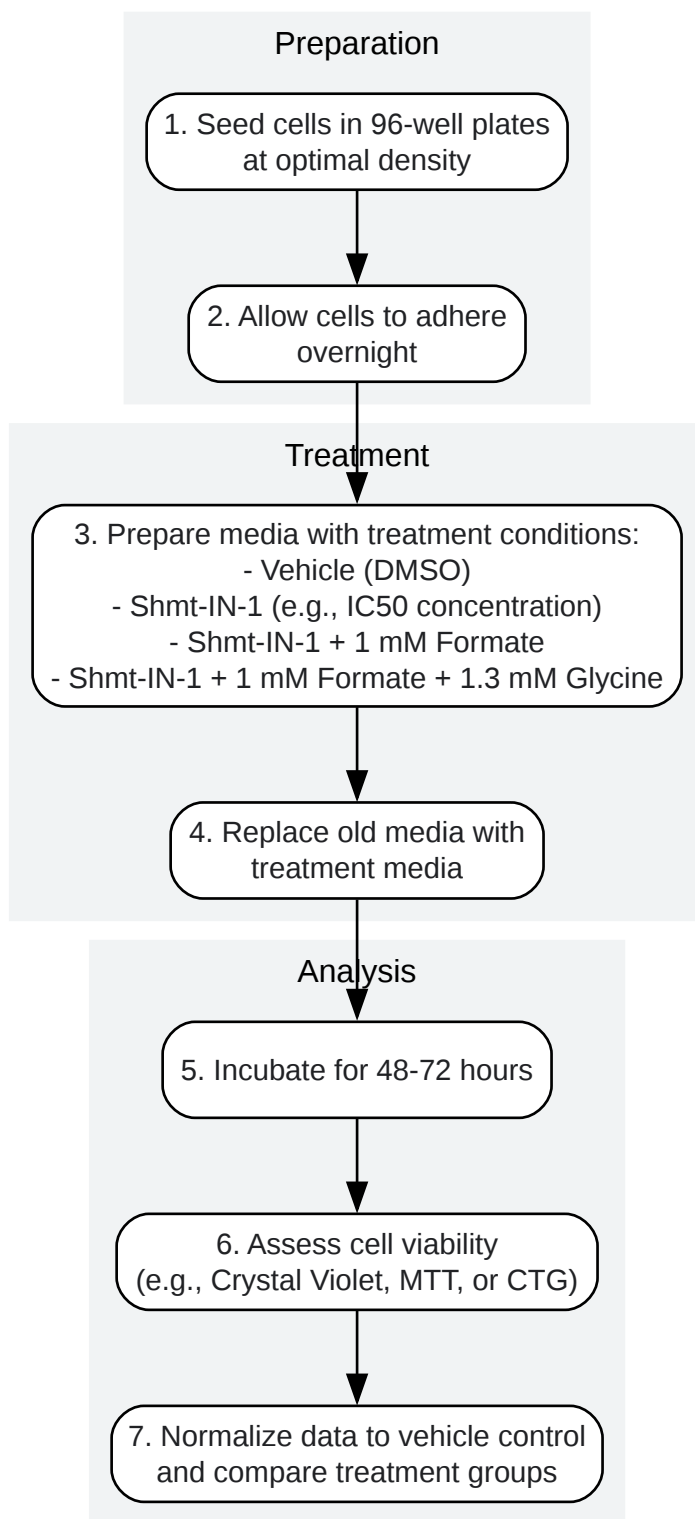 Preparation
1. Seed cells in 96-well plates
at optimal density
2. Allow cells to adhere
overnight
Treatment
3. Prepare media with treatment conditions:
- Vehicle (DMSO)
- Shmt-IN-1 (e.g., IC50 concentration)
- Shmt-IN-1 + 1 mM Formate
- Shmt-IN-1 + 1 mM Formate + 1.3 mM Glycine
4. Replace old media with
treatment media
Analysis
5. Incubate for 48-72 hours
6. Assess cell viability
(e.g., Crystal Violet, MTT, or CTG)
7. Normalize data to vehicle control
and compare treatment groups